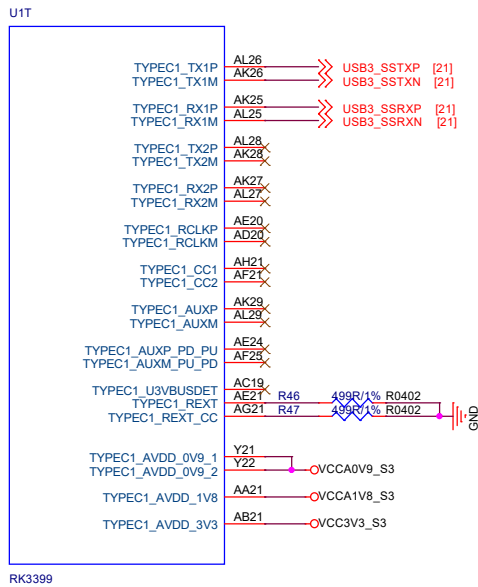 U1T
TYPEC1_TX1P AL26 USB3_SSTXP [21]
TYPEC1_TX1M AK26 USB3_SSTXN [21]
TYPEC1_RX1P AK25 USB3_SSRXP [21]
TYPEC1_RX1M AL25 USB3_SSRXN [21]
TYPEC1_TX2P AL28
TYPEC1_TX2M AK28
TYPEC1_RX2P AK27
TYPEC1_RX2M AL27
TYPEC1_RCLKP AE20
TYPEC1_RCLKM AD20
TYPEC1_CC1 AH21
TYPEC1_CC2 AF21
TYPEC1_AUXP AK29
TYPEC1_AUXM AL29
TYPEC1_AUXP_PD_PU AE24
TYPEC1_AUXM_PU_PD AF25
TYPEC1_U3VBUSDET AC19
TYPEC1_REXT AE21 R46 499R/1% R0402
TYPEC1_REXT_CC AG21 R47 499R/1% R0402
GND
TYPEC1_AVDD_0V9_1 Y21
TYPEC1_AVDD_0V9_2 Y22 VCCA0V9_S3
TYPEC1_AVDD_1V8 AA21 VCCA1V8_S3
TYPEC1_AVDD_3V3 AB21 VCC3V3_S3
RK3399